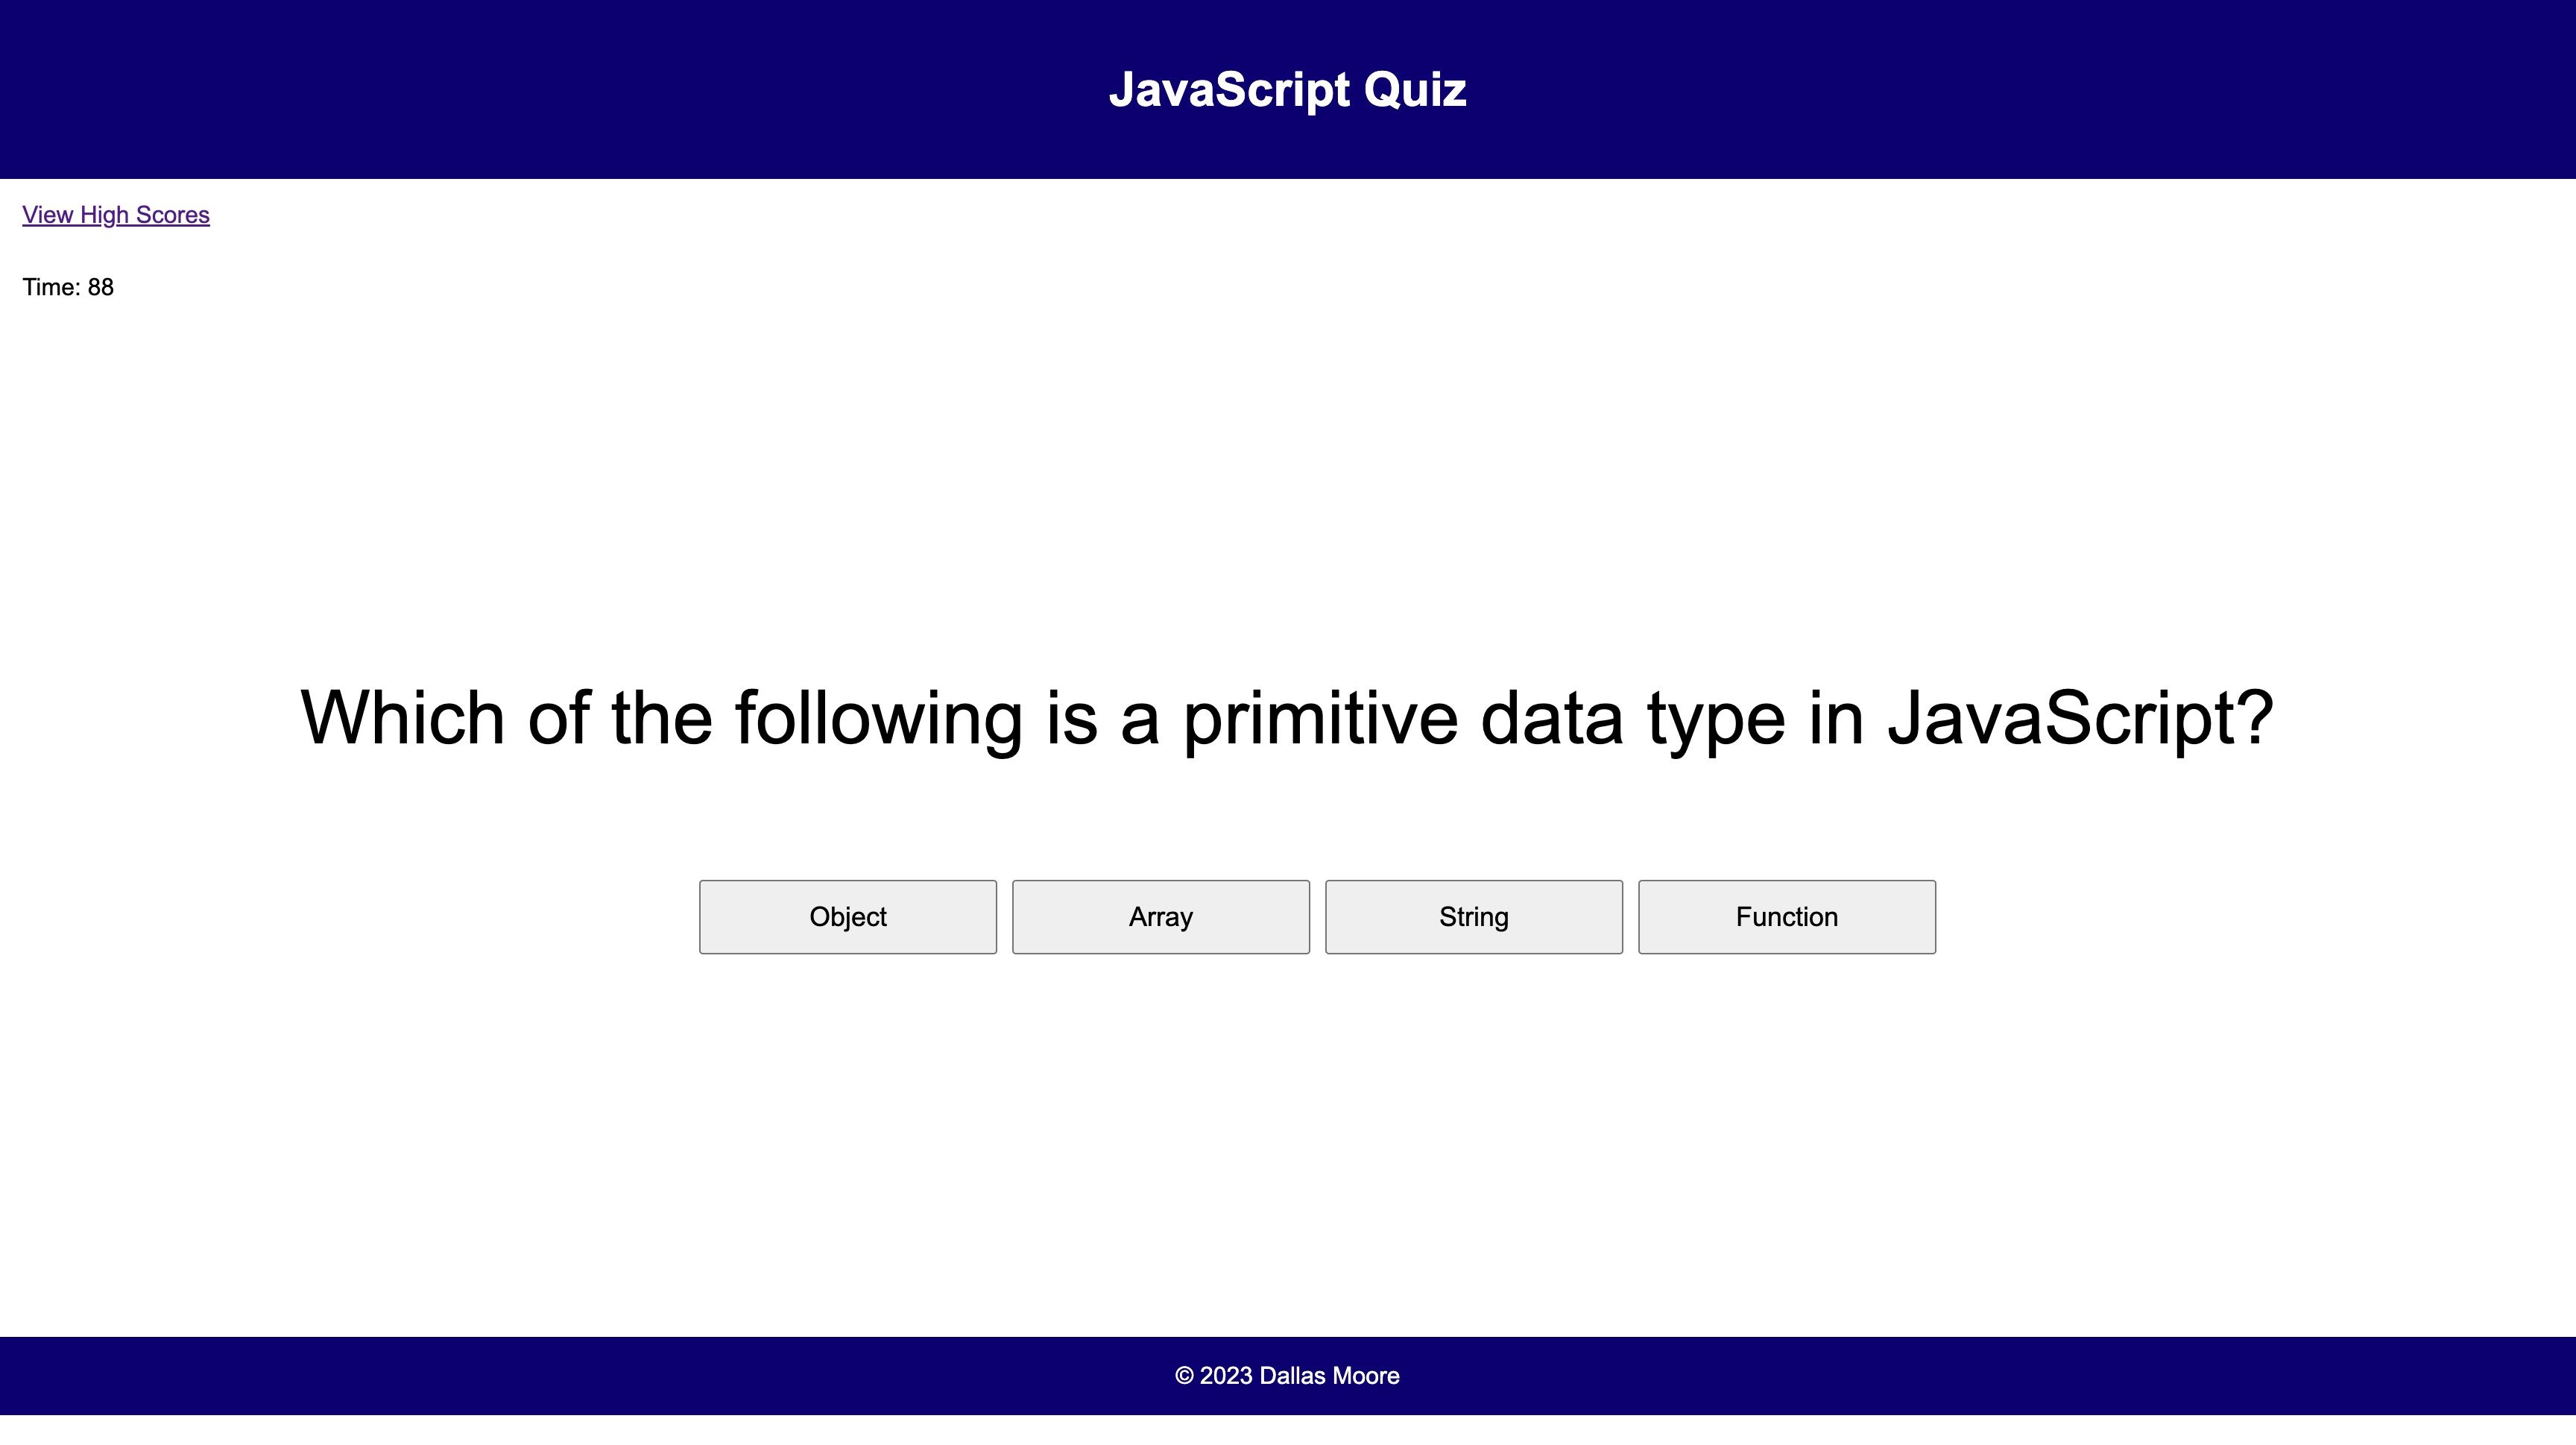 JavaScript Quiz
View High Scores
Time: 88
Which of the following is a primitive data type in JavaScript?
Object
Array
String
Function
© 2023 Dallas Moore